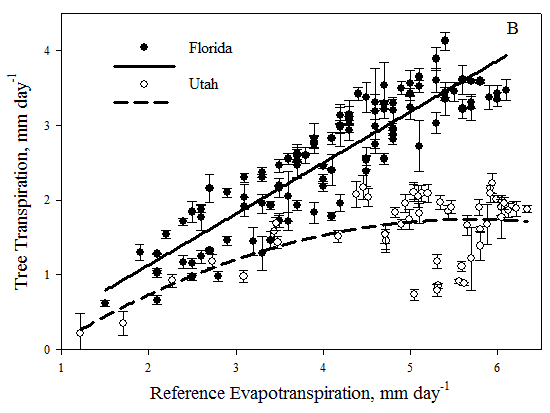 B
Florida
Utah
4
3
2
1
0
Tree Transpiration, mm day-1
1 2 3 4 5 6
Reference Evapotranspiration, mm day-1